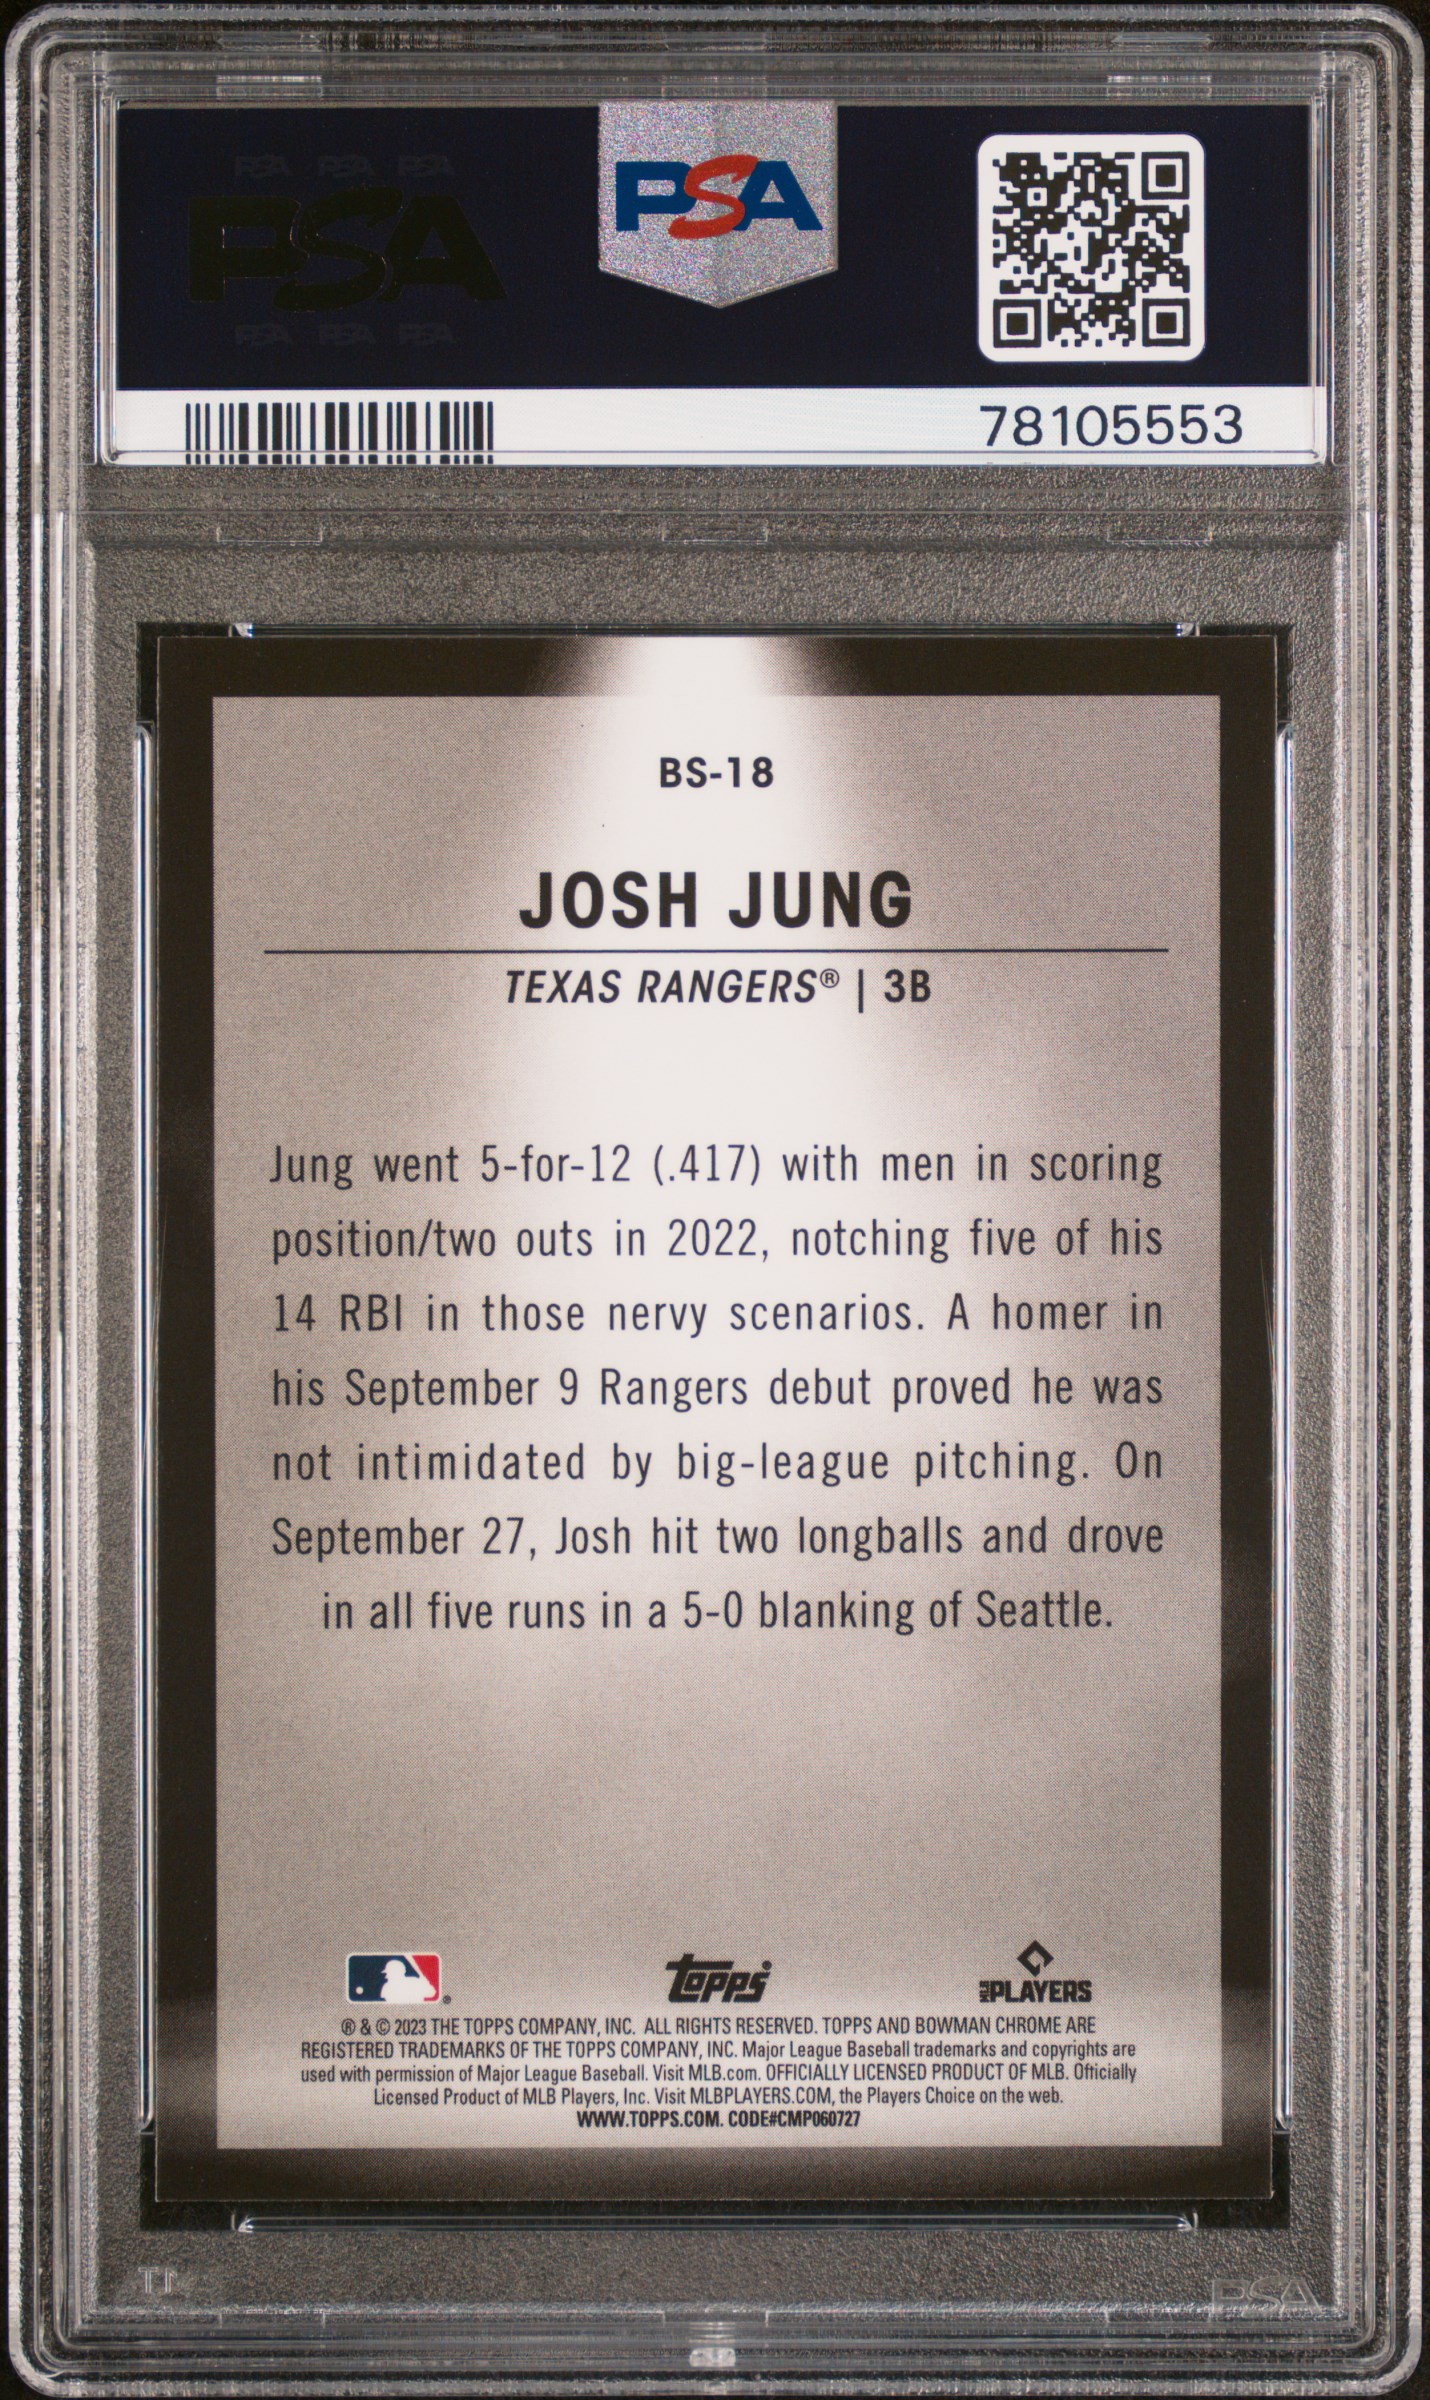 PSA PSA PSA
PSA
PSA PSA PSA
PSA
78105553
BS-18
JOSH JUNG
TEXAS RANGERS® | 3B
Jung went 5-for-12 (.417) with men in scoring
position/two outs in 2022, notching five of his
14 RBI in those nervy scenarios. A homer in
his September 9 Rangers debut proved he was
not intimidated by big-league pitching. On
September 27, Josh hit two longballs and drove
in all five runs in a 5-0 blanking of Seattle.
topps
MLB PLAYERS
® & © 2023 THE TOPPS COMPANY, INC. ALL RIGHTS RESERVED. TOPPS AND BOWMAN CHROME ARE
REGISTERED TRADEMARKS OF THE TOPPS COMPANY, INC. Major League Baseball trademarks and copyrights are
used with permission of Major League Baseball. Visit MLB.com. OFFICIALLY LICENSED PRODUCT OF MLB. Officially
Licensed Product of MLB Players, Inc. Visit MLBPLAYERS.COM, the Players Choice on the web.
WWW.TOPPS.COM. CODE#CMP060727
PSA